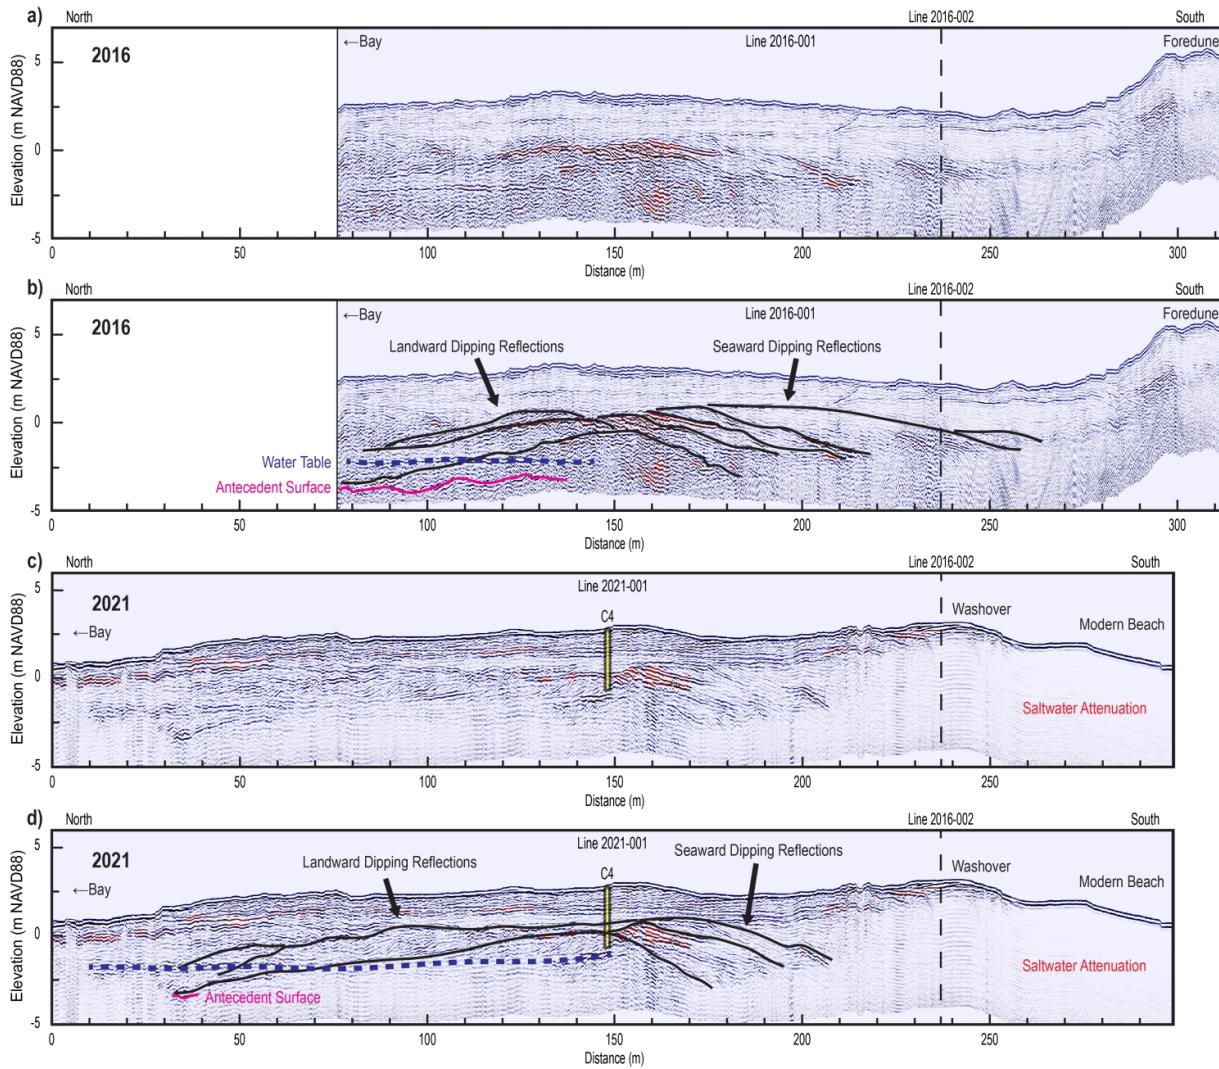 a)
North
Line 2016-002
South
2016
←Bay
Line 2016-001
Foredune
Elevation (m NAVD88)
5
0
-5
0
50
100
150
200
250
300
Distance (m)
b)
North
Line 2016-002
South
2016
←Bay
Line 2016-001
Foredune
Landward Dipping Reflections
Seaward Dipping Reflections
Elevation (m NAVD88)
5
0
-5
Water Table
Antecedent Surface
0
50
100
150
200
250
300
Distance (m)
c)
North
Line 2016-002
South
Line 2021-001
2021
←Bay
C4
Washover
Modern Beach
Elevation (m NAVD88)
5
0
-5
Saltwater Attenuation
0
50
100
150
200
250
Distance (m)
d)
North
Line 2016-002
South
Line 2021-001
2021
←Bay
Landward Dipping Reflections
Seaward Dipping Reflections
C4
Washover
Modern Beach
Elevation (m NAVD88)
5
0
-5
Saltwater Attenuation
Antecedent Surface
0
50
100
150
200
250
Distance (m)